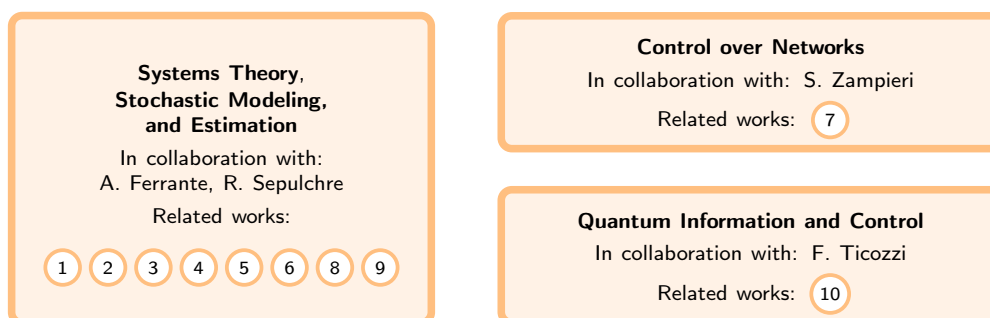 Systems Theory,
Stochastic Modeling,
and Estimation
In collaboration with:
A. Ferrante, R. Sepulchre
Related works:
1 2 3 4 5 6 8 9
Control over Networks
In collaboration with: S. Zampieri
Related works: 7
Quantum Information and Control
In collaboration with: F. Ticozzi
Related works: 10